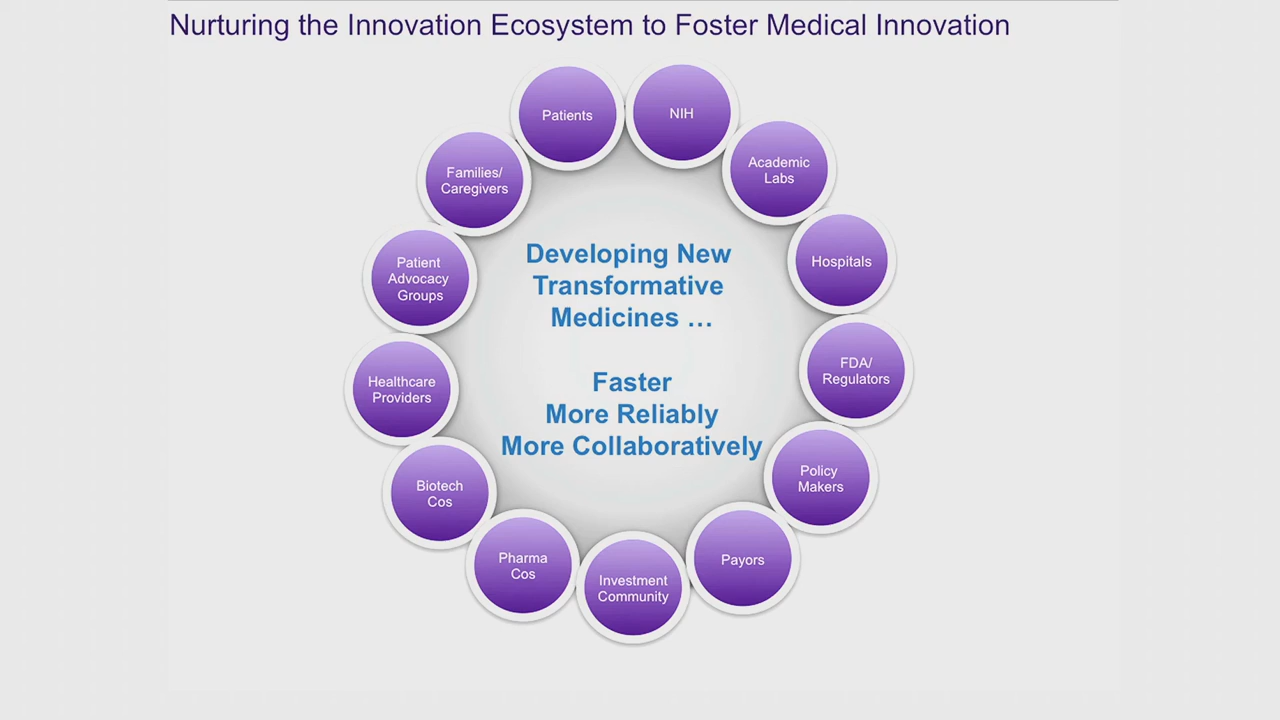 Nurturing the Innovation Ecosystem to Foster Medical Innovation
Patients
NIH
Academic
Labs
Hospitals
FDA/
Regulators
Policy
Makers
Payors
Investment
Community
Pharma
Cos
Biotech
Cos
Healthcare
Providers
Patient
Advocacy
Groups
Families/
Caregivers
Developing New
Transformative
Medicines …
Faster
More Reliably
More Collaboratively